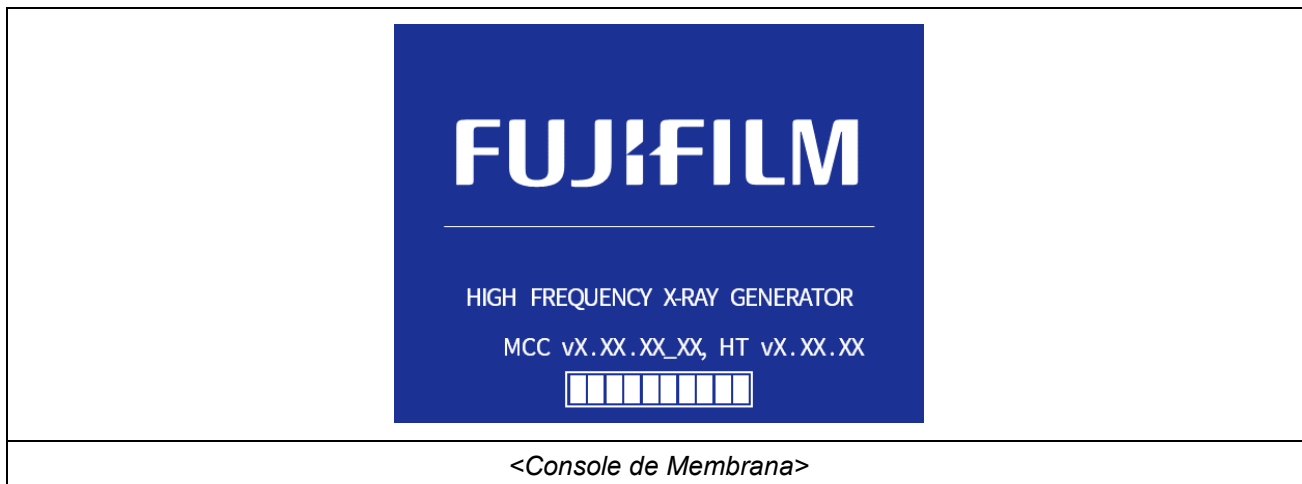 FUJIFILM
HIGH FREQUENCY X-RAY GENERATOR
MCC vX.XX.XX_XX, HT vX.XX.XX
<Console de Membrana>